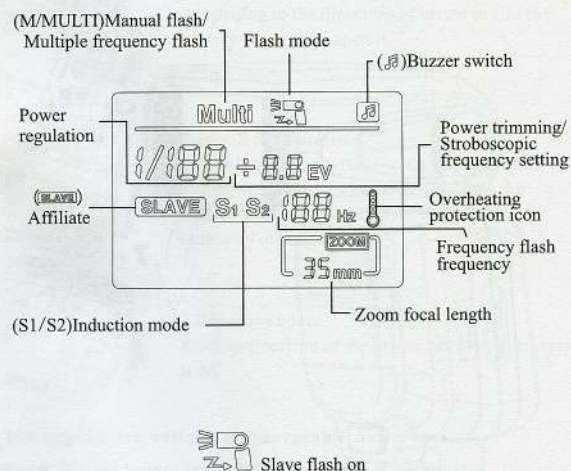 (M/MULTI)Manual flash/
Multiple frequency flash
Flash mode
(♬)Buzzer switch
Multi
Power
regulation
1/188 ÷ 8.8 EV
Power trimming/
Stroboscopic
frequency setting
(SLAVE)
Affiliate
SLAVE S1 S2 188 Hz
Overheating
protection icon
Frequency flash
frequency
ZOOM
35mm
(S1/S2)Induction mode
Zoom focal length
Slave flash on